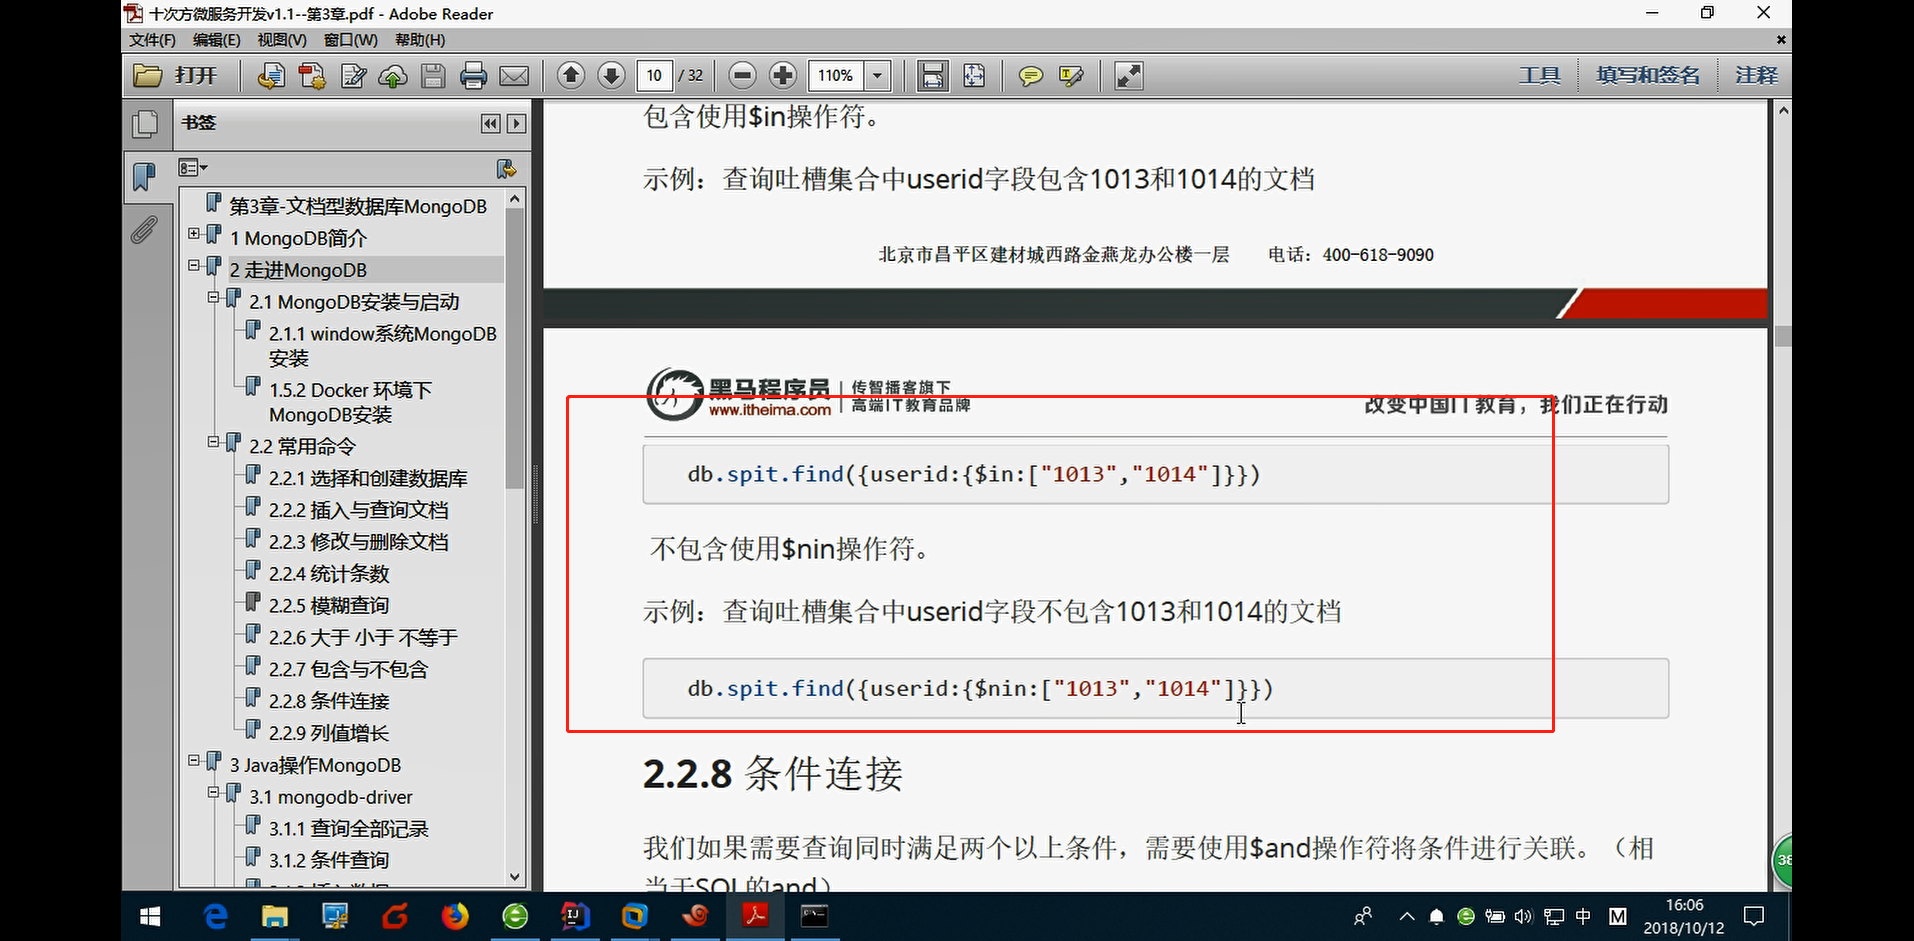 十次方微服务开发v1.1--第3章.pdf - Adobe Reader
文件(F) 编辑(E) 视图(V) 窗口(W) 帮助(H)
打开 10 / 32 110% 工具 填写和签名 注释
书签
第3章-文档型数据库MongoDB
1 MongoDB简介
2 走进MongoDB
2.1 MongoDB安装与启动
2.1.1 window系统MongoDB
安装
1.5.2 Docker 环境下
MongoDB安装
2.2 常用命令
2.2.1 选择和创建数据库
2.2.2 插入与查询文档
2.2.3 修改与删除文档
2.2.4 统计条数
2.2.5 模糊查询
2.2.6 大于 小于 不等于
2.2.7 包含与不包含
2.2.8 条件连接
2.2.9 列值增长
3 Java操作MongoDB
3.1 mongodb-driver
3.1.1 查询全部记录
3.1.2 条件查询
包含使用$in操作符。
示例：查询吐槽集合中userid字段包含1013和1014的文档
北京市昌平区建材城西路金燕龙办公楼一层 电话：400-618-9090
黑马程序员 传智播客旗下
www.itheima.com 高端IT教育品牌
改变中国IT教育，我们正在行动
db.spit.find({userid:{$in:["1013","1014"]}})
不包含使用$nin操作符。
示例：查询吐槽集合中userid字段不包含1013和1014的文档
db.spit.find({userid:{$nin:["1013","1014"]}})
2.2.8 条件连接
我们如果需要查询同时满足两个以上条件，需要使用$and操作符将条件进行关联。（相
当于SQL的and）
38
中 M 16:06
2018/10/12